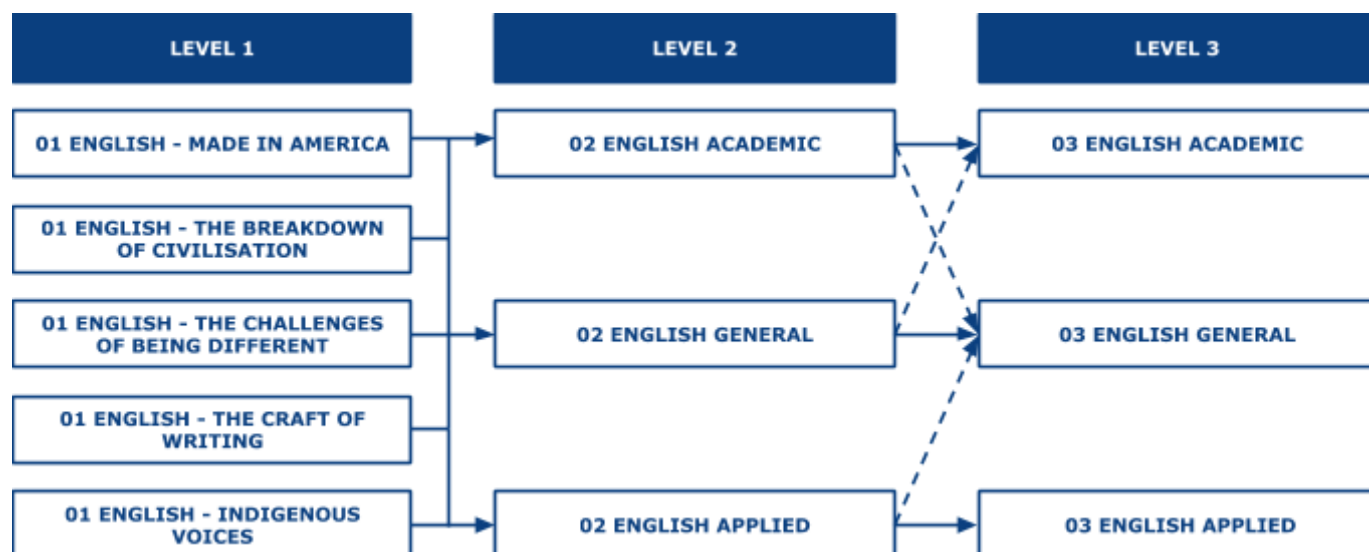 LEVEL 1
LEVEL 2
LEVEL 3
01 ENGLISH - MADE IN AMERICA
02 ENGLISH ACADEMIC
03 ENGLISH ACADEMIC
01 ENGLISH - THE BREAKDOWN
OF CIVILISATION
01 ENGLISH - THE CHALLENGES
OF BEING DIFFERENT
02 ENGLISH GENERAL
03 ENGLISH GENERAL
01 ENGLISH - THE CRAFT OF
WRITING
01 ENGLISH - INDIGENOUS
VOICES
02 ENGLISH APPLIED
03 ENGLISH APPLIED